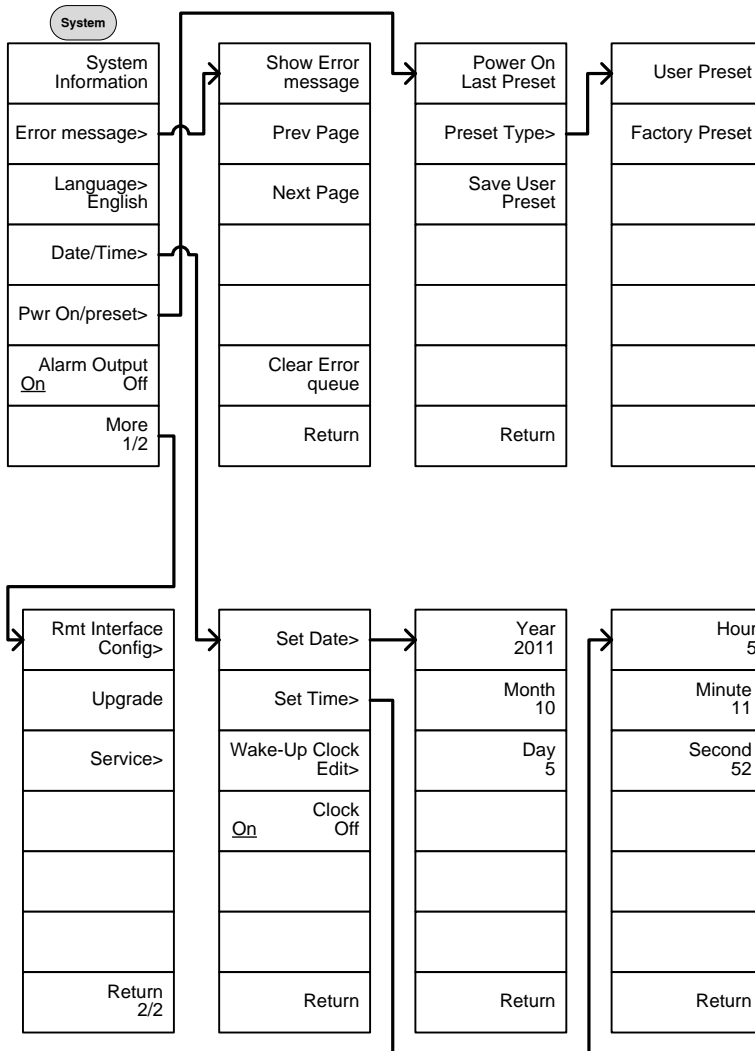 System
System
Information
Error message>
Language>
English
Date/Time>
Pwr On/preset>
Alarm Output
On Off
More
1/2
Show Error
message
Prev Page
Next Page
Clear Error
queue
Return
Power On
Last Preset
Preset Type>
Save User
Preset
Return
User Preset
Factory Preset
Rmt Interface
Config>
Upgrade
Service>
Return
2/2
Set Date>
Set Time>
Wake-Up Clock
Edit>
Clock
On Off
Return
Year
2011
Month
10
Day
5
Return
Hour
5
Minute
11
Second
52
Return